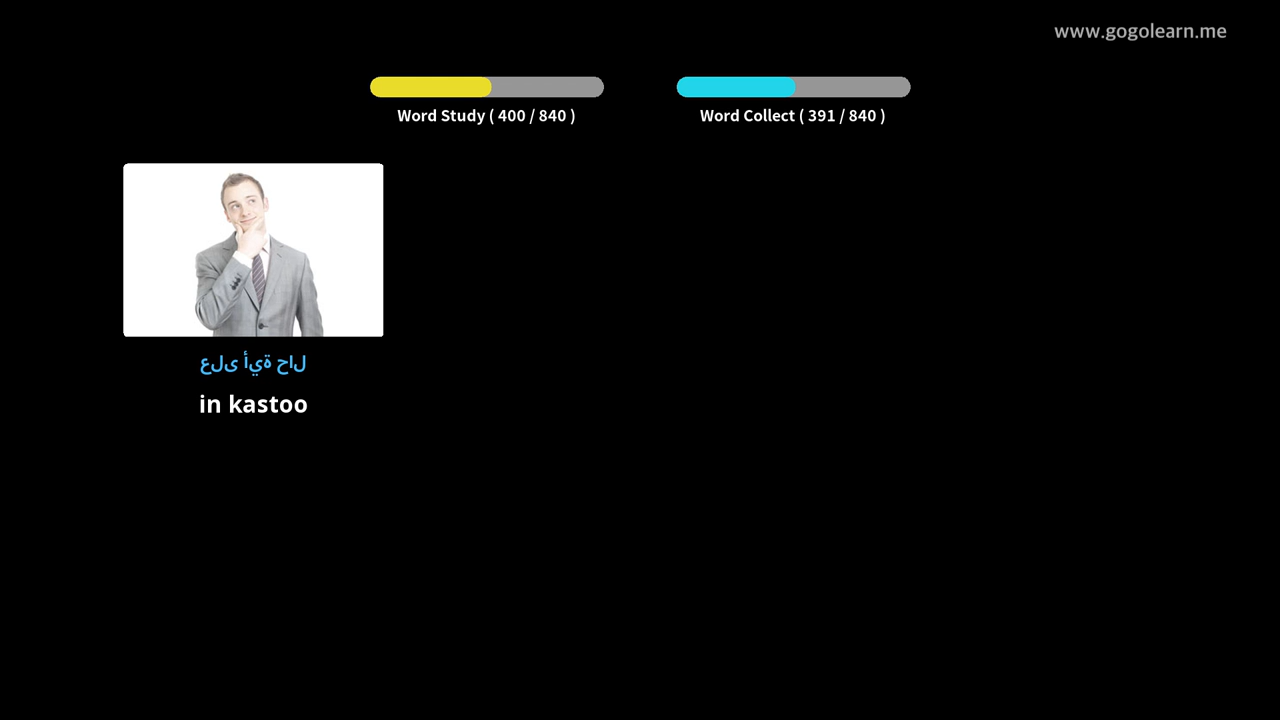 www.gogolearn.me
Word Study ( 400 / 840 )
Word Collect ( 391 / 840 )
على أية حال
in kastoo